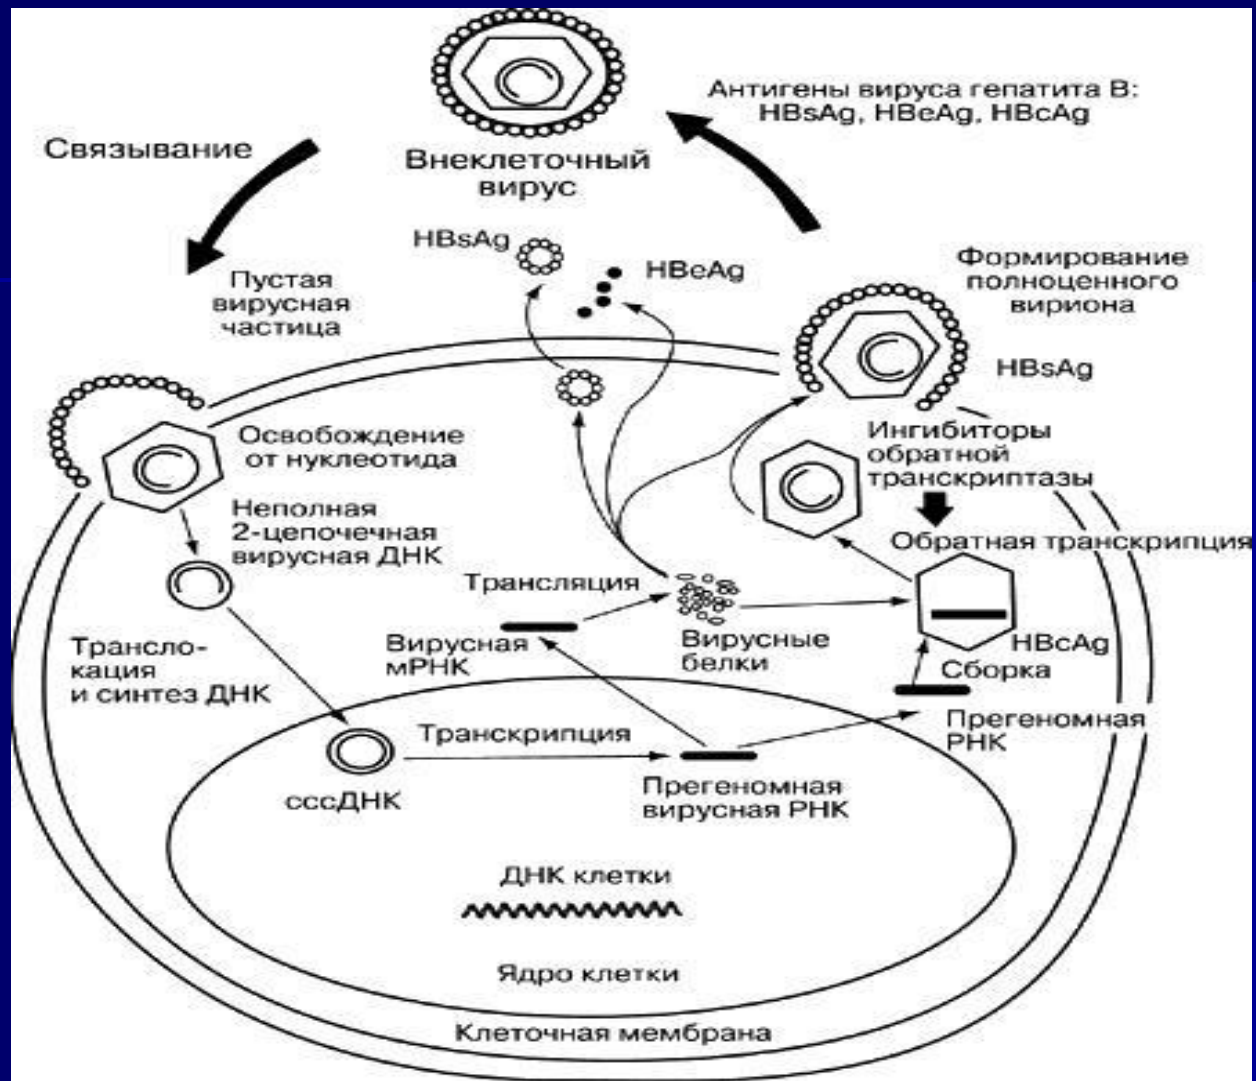 Антигены вируса гепатита В:
HBsAg, HBeAg, HBcAg
Связывание
Внеклеточный
вирус
HBsAg
HBeAg
Формирование
полноценного
вириона
Пустая
вирусная
частица
HBsAg
Освобождение
от нуклеотида
Ингибиторы
обратной
транскриптазы
Неполная
2-цепочечная
вирусная ДНК
Обратная транскрипция
Трансляция
Вирусная
мРНК
Вирусные
белки
HBcAg
Сборка
Трансло-
кация
и синтез ДНК
Прегеномная
РНК
Транскрипция
сссДНК
Прегеномная
вирусная РНК
ДНК клетки
Ядро клетки
Клеточная мембрана